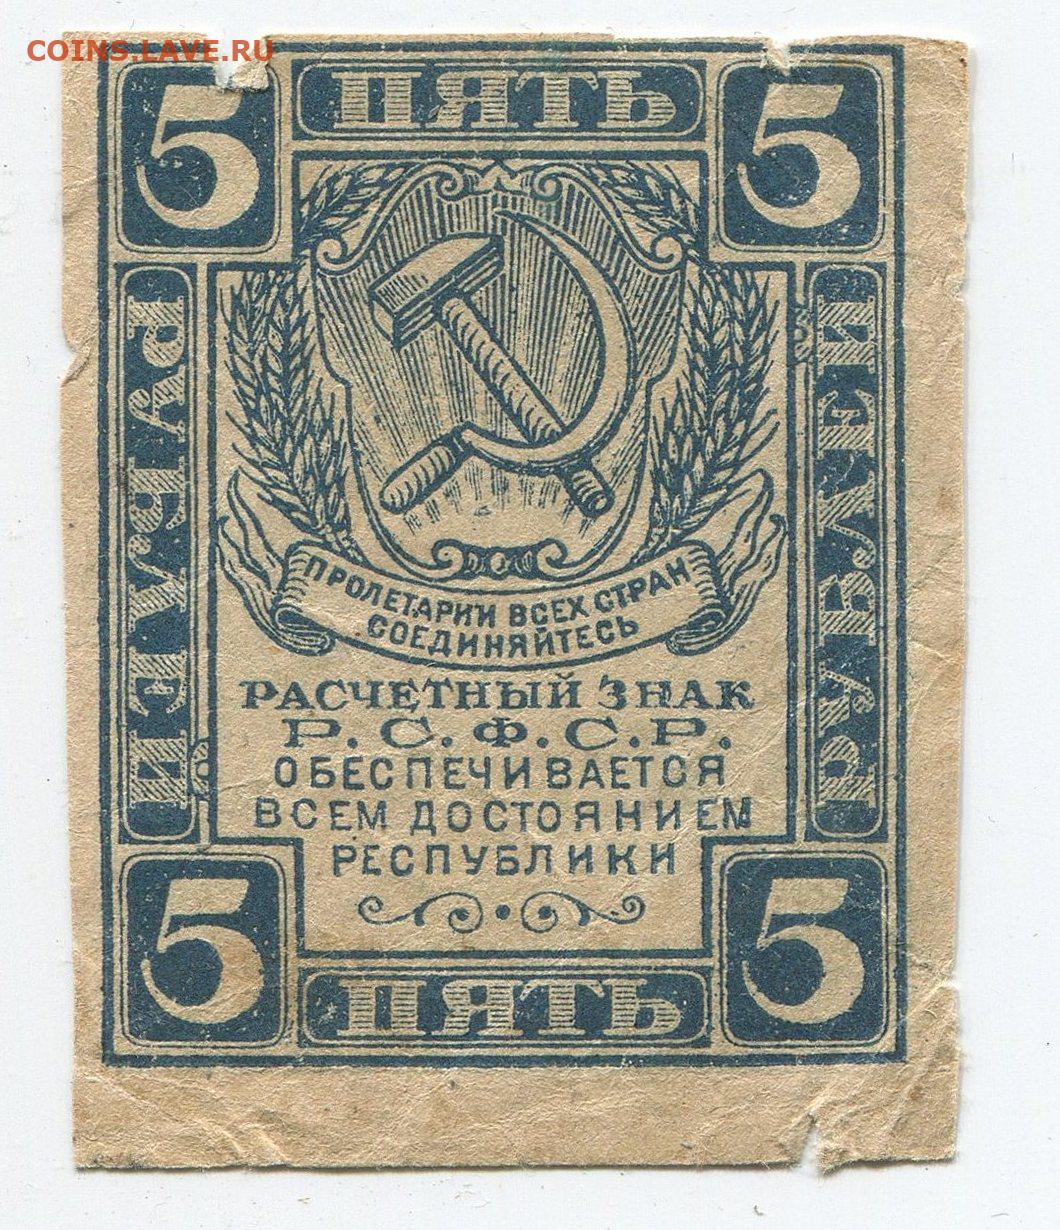 COINS.LAVE.RU
5 ПЯТЬ 5
РУБЛЕЙ
РУБЛЕЙ
ПРОЛЕТАРИИ ВСЕХ СТРАН
СОЕДИНЯЙТЕСЬ
РАСЧЕТНЫЙ ЗНАК
Р.С.Ф.С.Р.
ОБЕСПЕЧИВАЕТСЯ
ВСЕМ ДОСТОЯНИЕМ
РЕСПУБЛИКИ
5 ПЯТЬ 5